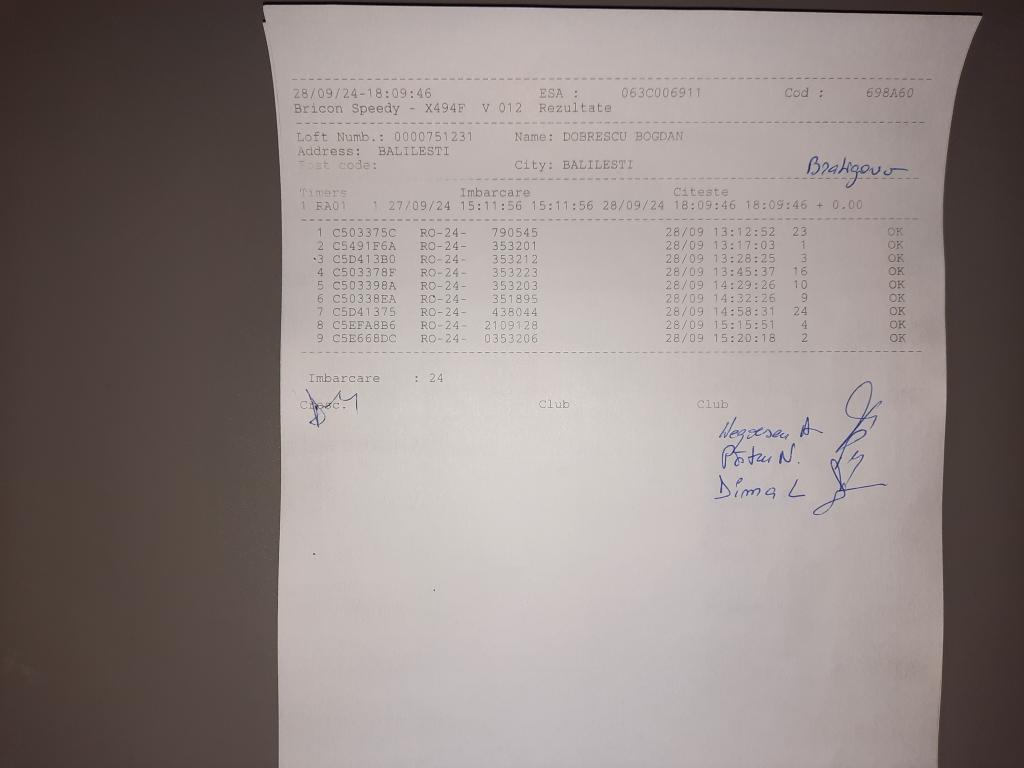 28/09/24-18:09:46 ESA : 063C006911 Cod : 698A60
Bricon Speedy - X494F V 012 Rezultate
Loft Numb.: 0000751231 Name: DOBRESCU BOGDAN
Address: BALILESTI
Post code: City: BALILESTI
Timers Imbarcare Citeste
1 RA01 1 27/09/24 15:11:56 15:11:56 28/09/24 18:09:46 18:09:46 + 0.00
1 C503375C RO-24- 790545 28/09 13:12:52 23 OK
2 C5491F6A RO-24- 353201 28/09 13:17:03 1 OK
3 C5D413B0 RO-24- 353212 28/09 13:28:25 3 OK
4 C503378F RO-24- 353223 28/09 13:45:37 16 OK
5 C503398A RO-24- 353203 28/09 14:29:26 10 OK
6 C50338EA RO-24- 351895 28/09 14:32:26 9 OK
7 C5D41375 RO-24- 438044 28/09 14:58:31 24 OK
8 C5EFA8B6 RO-24- 2109128 28/09 15:15:51 4 OK
9 C5E668DC RO-24- 0353206 28/09 15:20:18 2 OK
Imbarcare : 24
Cresc. Club Club
N.
Dima L